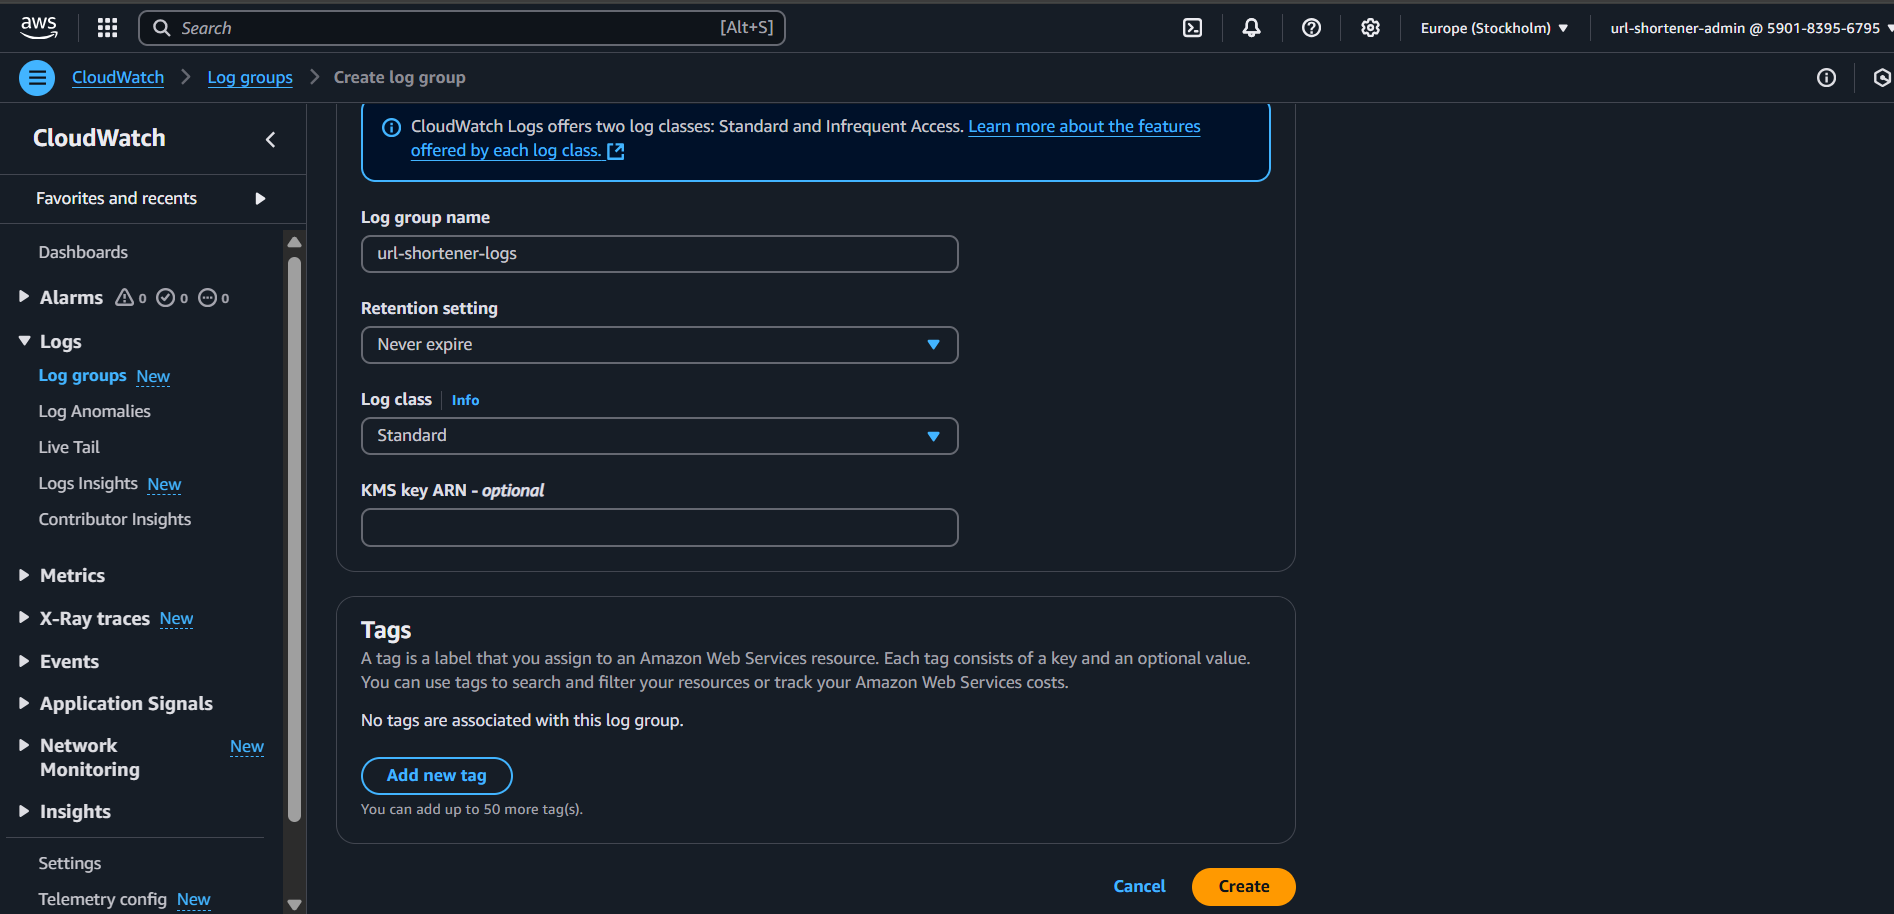 aws
Search [Alt+S]
Europe (Stockholm)
url-shortener-admin @ 5901-8395-6795
CloudWatch
Log groups
Create log group
CloudWatch
Favorites and recents
Dashboards
Alarms 0 0 0
Logs
Log groups New
Log Anomalies
Live Tail
Logs Insights New
Contributor Insights
Metrics
X-Ray traces New
Events
Application Signals
Network New
Monitoring
Insights
Settings
Telemetry config New
CloudWatch Logs offers two log classes: Standard and Infrequent Access. Learn more about the features
offered by each log class.
Log group name
url-shortener-logs
Retention setting
Never expire
Log class Info
Standard
KMS key ARN - optional
Tags
A tag is a label that you assign to an Amazon Web Services resource. Each tag consists of a key and an optional value.
You can use tags to search and filter your resources or track your Amazon Web Services costs.
No tags are associated with this log group.
Add new tag
You can add up to 50 more tag(s).
Cancel
Create